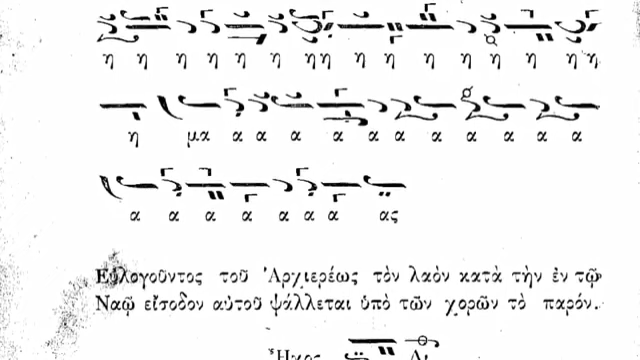 η η η η η η ηη η η η η η η η η
η μα α α α α α α α α α α
α α α α α α α ας
Εὐλογοῦντος τοῦ Ἀρχιερέως τὸν λαὸν κατὰ τὴν ἐν τῷ
Ναῷ εἴσοδον αὐτοῦ ψάλλεται ὑπὸ τῶν χορῶν τὸ παρόν.
Ἦχος Δι